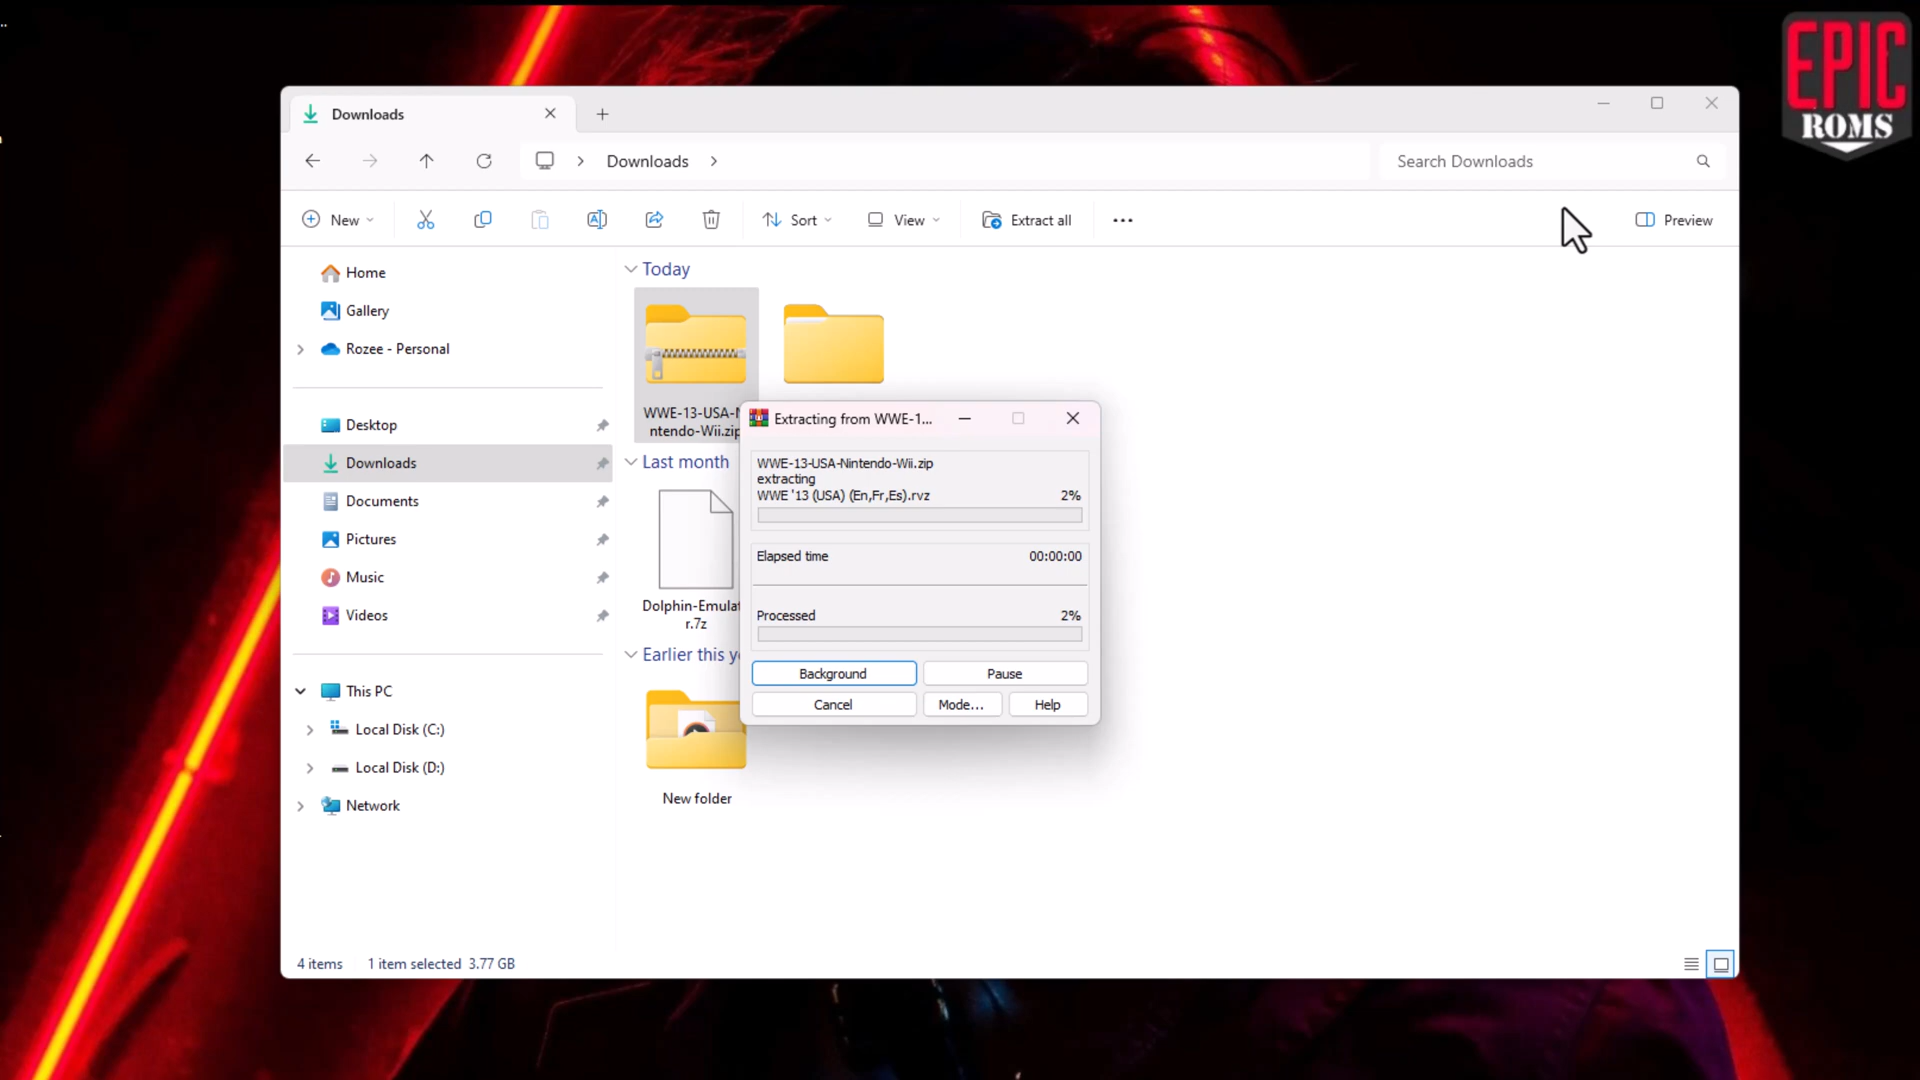 EPIC
ROMS
Downloads
Downloads
Search Downloads
New
Sort
View
Extract all
Preview
Home
Gallery
Rozee - Personal
Desktop
Downloads
Documents
Pictures
Music
Videos
This PC
Local Disk (C:)
Local Disk (D:)
Network
Today
WWE-13-USA-N
ntendo-Wii.zip
Last month
Dolphin-Emulat
r.7z
Earlier this y
New folder
Extracting from WWE-1...
WWE-13-USA-Nintendo-Wii.zip
extracting
WWE '13 (USA) (En,Fr,Es).rvz 2%
Elapsed time 00:00:00
Processed 2%
Background Pause
Cancel Mode... Help
4 items 1 item selected 3.77 GB